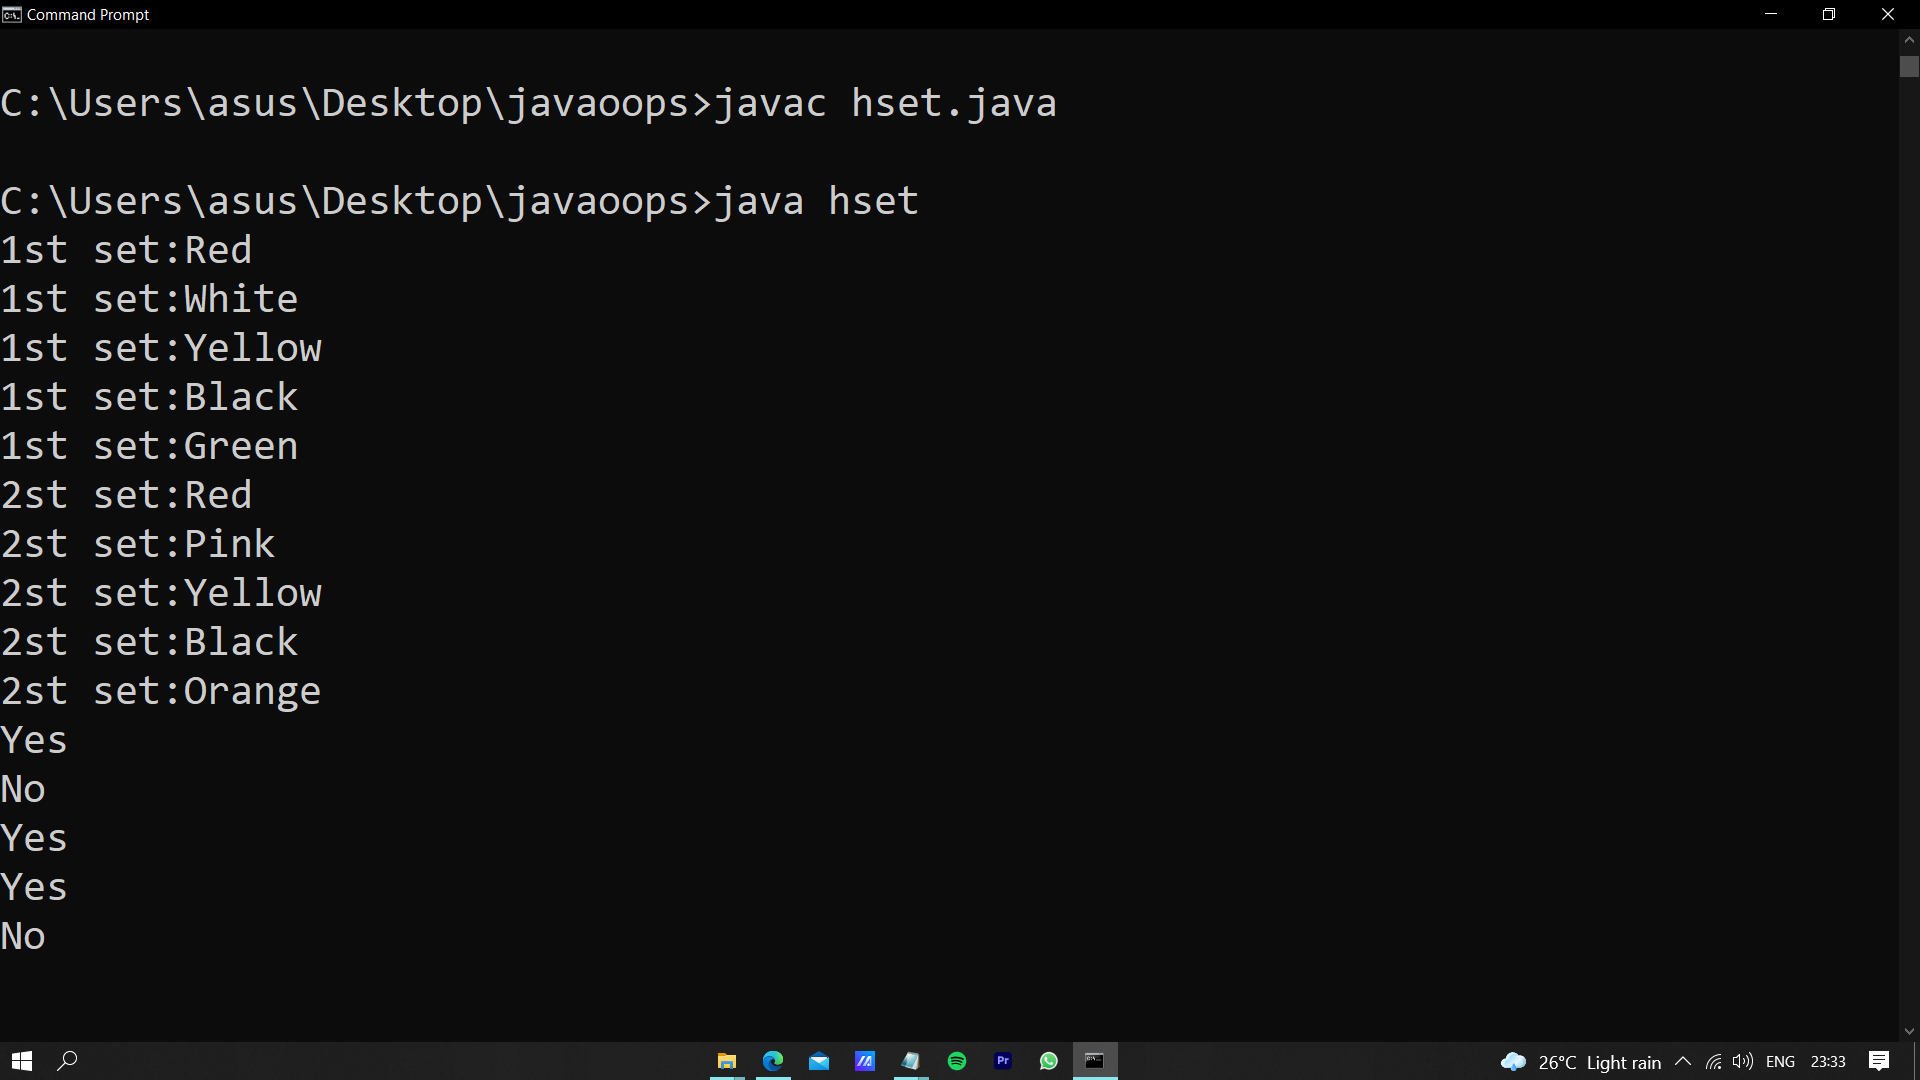 Command Prompt
C:\Users\asus\Desktop\javaoops>javac hset.java
C:\Users\asus\Desktop\javaoops>java hset
1st set:Red
1st set:White
1st set:Yellow
1st set:Black
1st set:Green
2st set:Red
2st set:Pink
2st set:Yellow
2st set:Black
2st set:Orange
Yes
No
Yes
Yes
No
Pr
26°C Light rain ENG 23:33